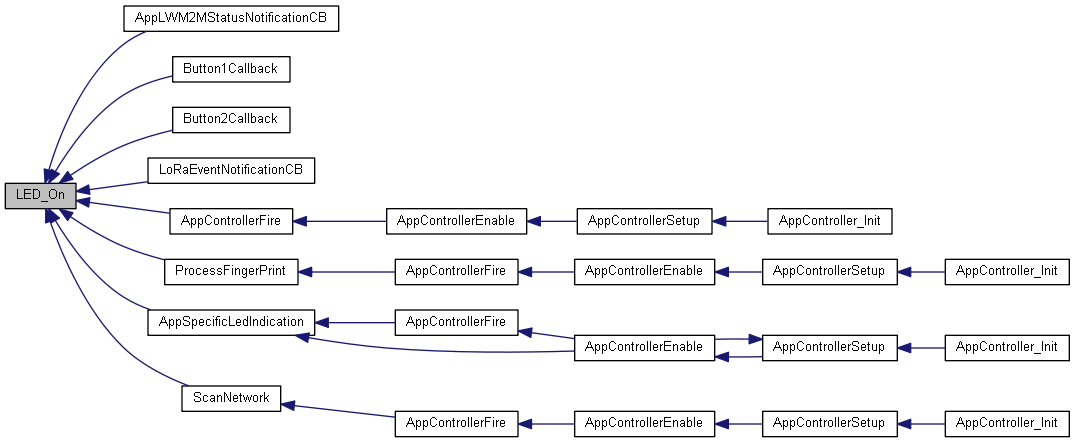 AppLWM2MStatusNotificationCB
Button1Callback
Button2Callback
LoRaEventNotificationCB
LED_On
AppControllerFire AppControllerEnable AppControllerSetup AppController_Init
ProcessFingerPrint AppControllerFire AppControllerEnable AppControllerSetup AppController_Init
AppSpecificLedIndication AppControllerFire
AppControllerEnable AppControllerSetup AppController_Init
ScanNetwork
AppControllerFire AppControllerEnable AppControllerSetup AppController_Init